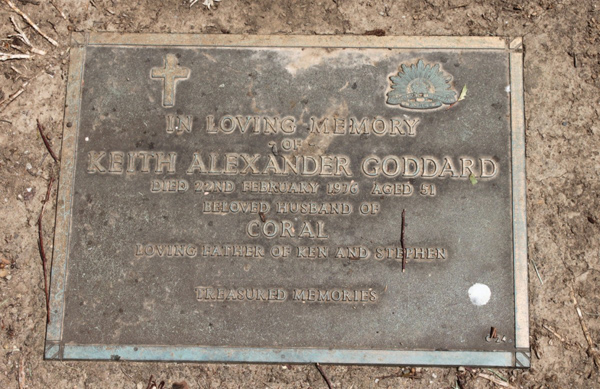 IN LOVING MEMORY
OF
KEITH ALEXANDER GODDARD
DIED 22ND FEBRUARY 1976 AGED 51
BELOVED HUSBAND OF
CORAL
LOVING FATHER OF KEN AND STEPHEN
TREASURED MEMORIES